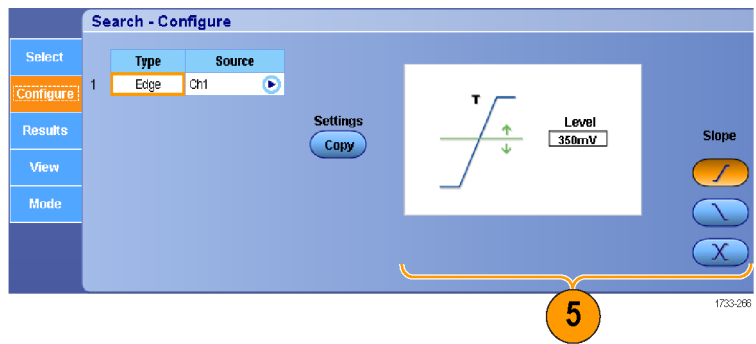 Search - Configure
Select
Configure
Results
View
Mode
Type Source
1 Edge Ch1
Settings
Copy
T
Level
350mV
Slope
5
1733-266